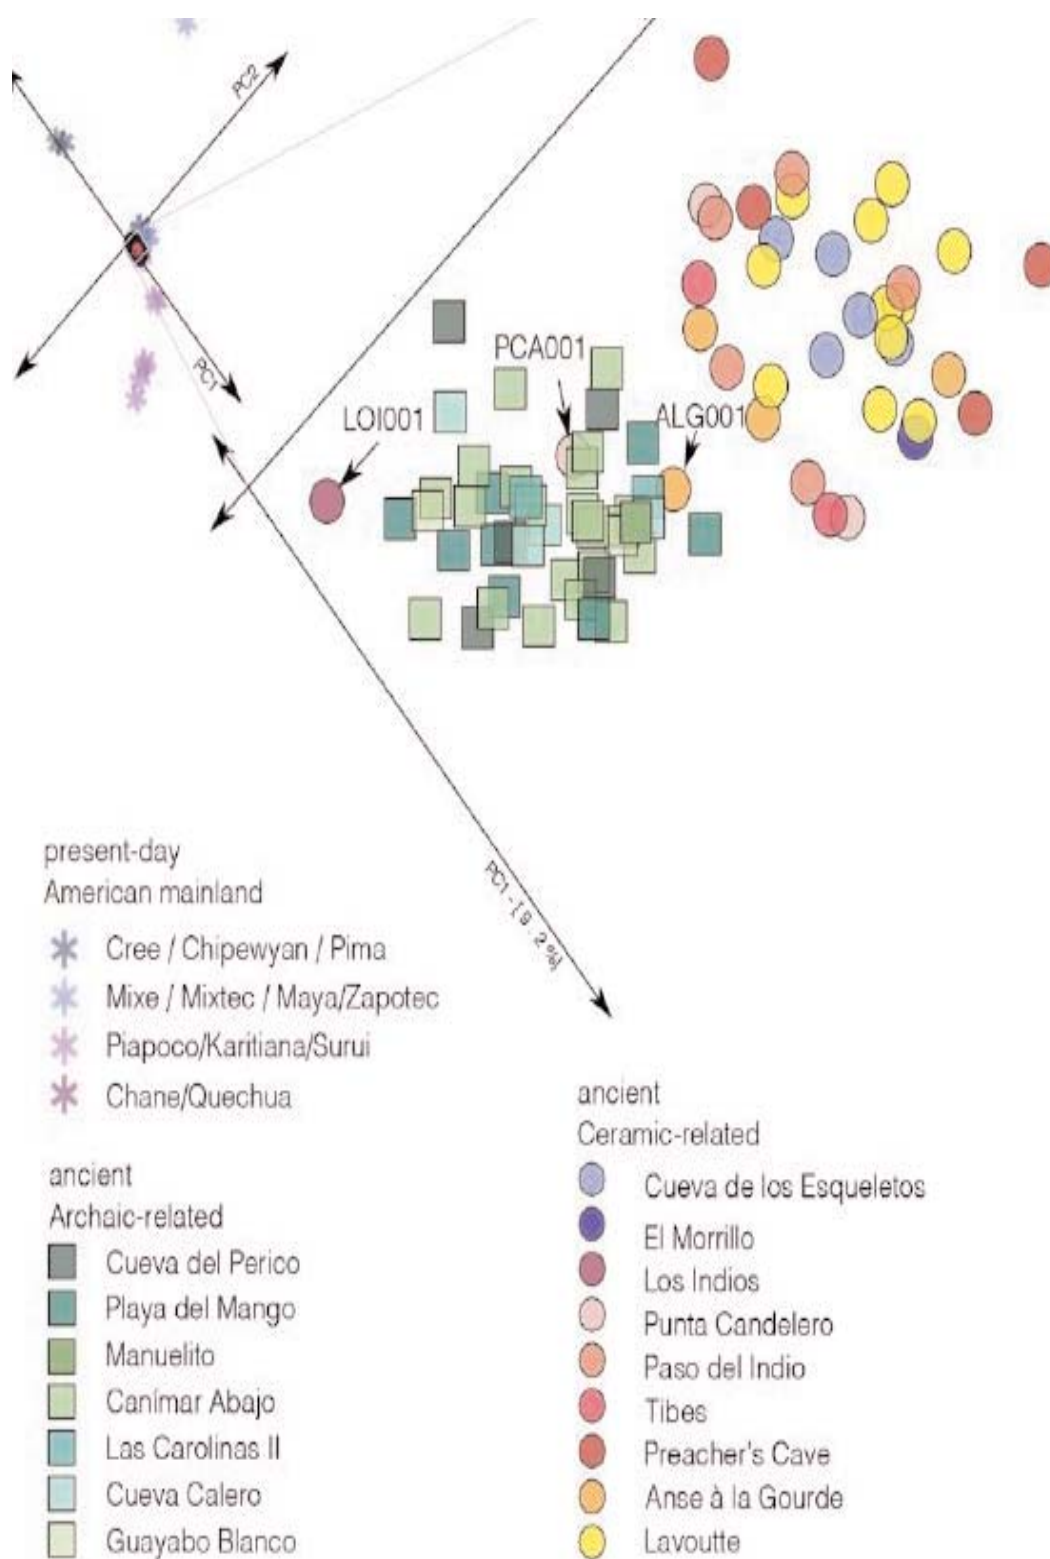 PC2
PC1
PCA001
LOI001
ALG001
PC1 - [9.2%]
present-day
American mainland
Cree / Chipewyan / Pima
Mixe / Mixtec / Maya/Zapotec
Piapoco/Karitiana/Surui
Chane/Quechua
ancient
Archaic-related
Cueva del Perico
Playa del Mango
Manuelito
Canímar Abajo
Las Carolinas II
Cueva Calero
Guayabo Blanco
ancient
Ceramic-related
Cueva de los Esqueletos
El Morrillo
Los Indios
Punta Candelero
Paso del Indio
Tibes
Preacher's Cave
Anse à la Gourde
Lavoutte